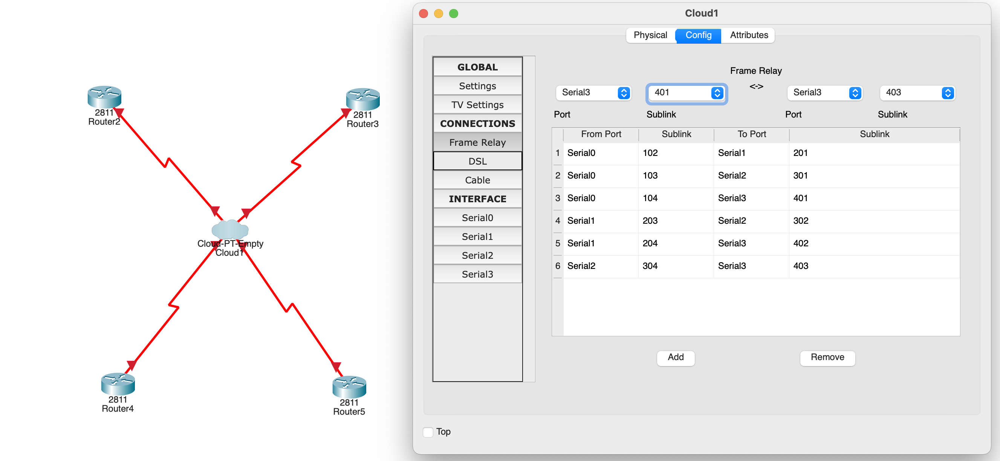 2811
Router2
2811
Router3
Cloud-PT-Empty
Cloud1
2811
Router4
2811
Router5
Cloud1
Physical
Config
Attributes
GLOBAL
Settings
TV Settings
CONNECTIONS
Frame Relay
DSL
Cable
INTERFACE
Serial0
Serial1
Serial2
Serial3
Frame Relay
Serial3 401 <-> Serial3 403
Port Sublink Port Sublink
From Port Sublink To Port Sublink
1 Serial0 102 Serial1 201
2 Serial0 103 Serial2 301
3 Serial0 104 Serial3 401
4 Serial1 203 Serial2 302
5 Serial1 204 Serial3 402
6 Serial2 304 Serial3 403
Add
Remove
Top